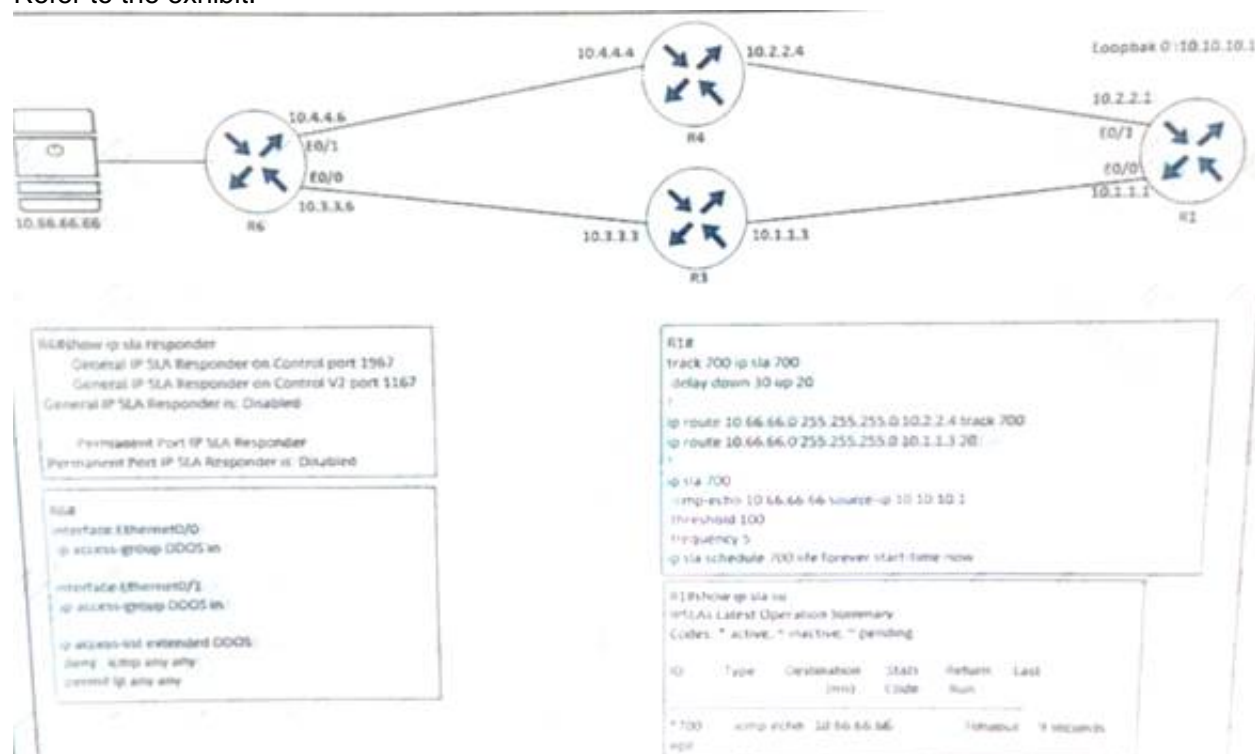 Refer to the exhibit.
10.4.4.4
10.2.2.4
Loopbak 0:10.10.10.1
10.4.4.6
10.2.2.1
E0/1
R4
E0/1
E0/0
E0/0
10.3.3.6
10.1.1.1
10.66.66.66
R6
10.3.3.3
10.1.1.3
R1
R3
R6#show ip sla responder
General IP SLA Responder on Control port 1967
General IP SLA Responder on Control V2 port 1167
General IP SLA Responder is: Disabled
Permanent Port IP SLA Responder
Permanent Port IP SLA Responder is: Disabled
R6#
interface Ethernet0/0
ip access-group DDOS in
interface Ethernet0/1
ip access-group DDOS in
ip access-list extended DDOS
deny icmp any any
permit ip any any
R1#
track 700 ip sla 700
delay down 30 up 20
!
ip route 10.66.66.0 255.255.255.0 10.2.2.4 track 700
ip route 10.66.66.0 255.255.255.0 10.1.1.3 20
!
ip sla 700
icmp-echo 10.66.66.66 source-ip 10.10.10.1
threshold 100
frequency 5
ip sla schedule 700 life forever start-time now
R1#show ip sla su
IPSLAs Latest Operation Summary
Codes: * active, ^ inactive, ~ pending
ID Type Destination Stats Return Last
(ms) Code Run
*700 icmp-echo 10.66.66.66 Timeout 9 seconds
ago